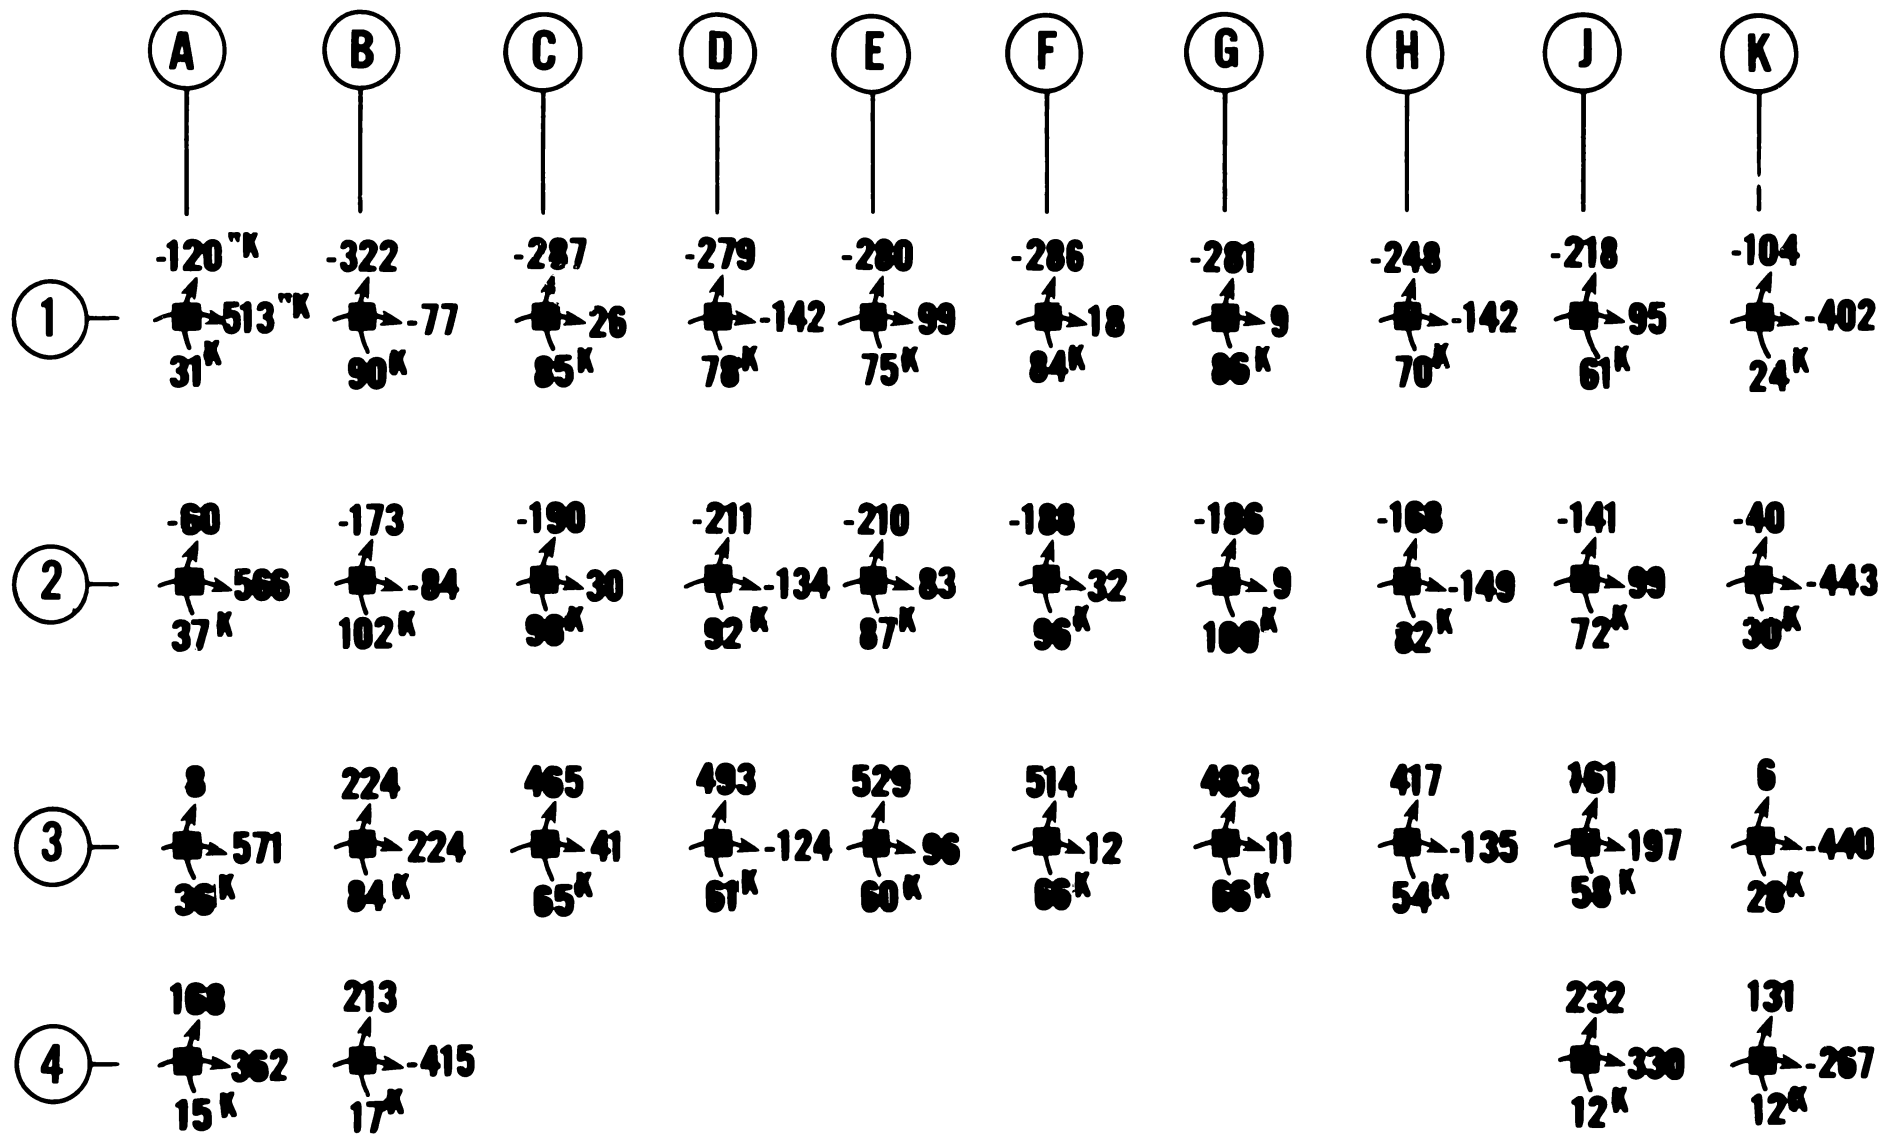 A B C D E F G H J K
-120"K -322 -287 -279 -280 -286 -281 -248 -218 -104
1 513"K -77 26 -142 99 18 9 -142 95 -402
31K 90K 85K 78K 75K 84K 86K 70K 61K 24K
-60 -173 -190 -211 -210 -188 -186 -168 -141 -40
2 566 -84 30 -134 83 32 9 -149 99 -443
37K 102K 92K 87K 96K 82K 72K 30K
8 224 465 493 529 514 483 417 161 6
3 571 224 41 -124 96 12 11 -135 197 -440
36K 84K 65K 61K 60K 66K 66K 54K 58K 28K
168 213 232 131
4 362 -415 330 -267
15K 17K 12K 12K